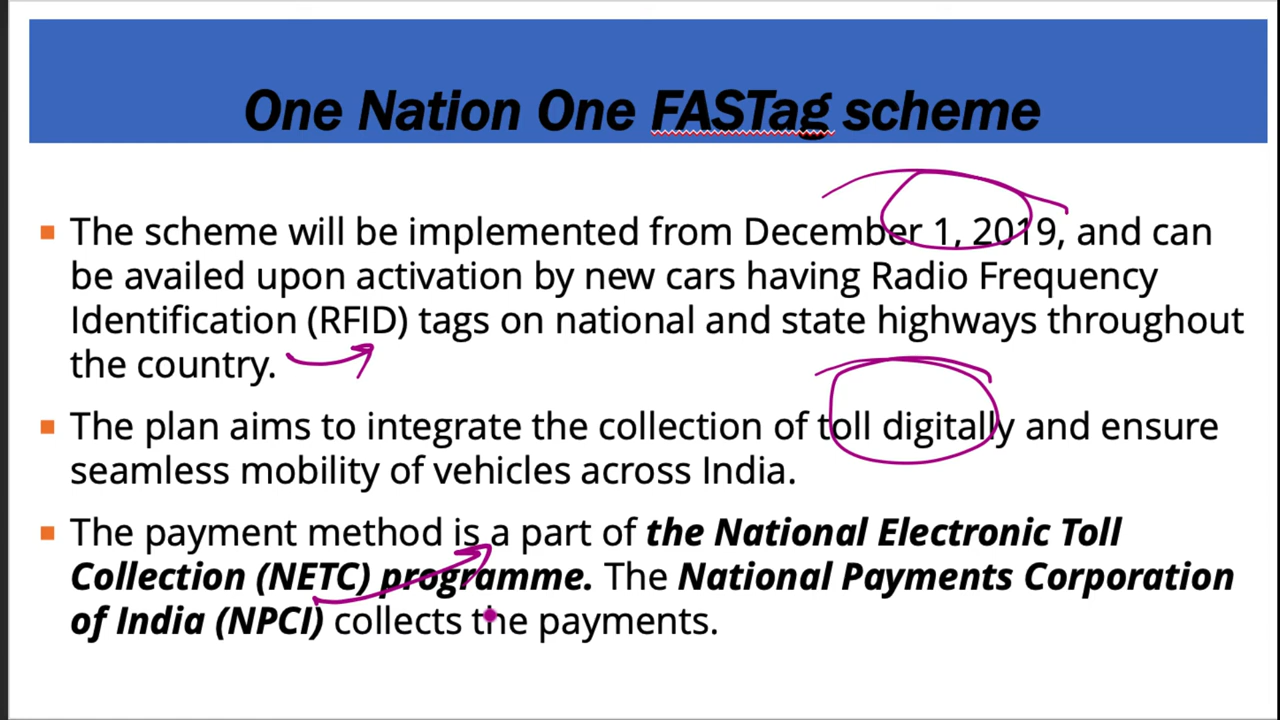 One Nation One FASTag scheme
The scheme will be implemented from December 1, 2019, and can
be availed upon activation by new cars having Radio Frequency
Identification (RFID) tags on national and state highways throughout
the country.
The plan aims to integrate the collection of toll digitally and ensure
seamless mobility of vehicles across India.
The payment method is a part of the National Electronic Toll
Collection (NETC) programme. The National Payments Corporation
of India (NPCI) collects the payments.